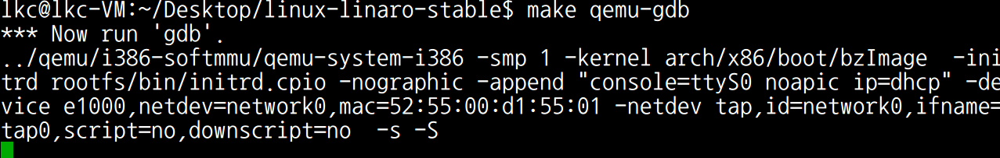 lkc@lkc-VM:~/Desktop/linux-linaro-stable$ make qemu-gdb
*** Now run 'gdb'.
../qemu/i386-softmmu/qemu-system-i386 -smp 1 -kernel arch/x86/boot/bzImage  -ini
trd rootfs/bin/initrd.cpio -nographic -append "console=ttyS0 noapic ip=dhcp" -de
vice e1000,netdev=network0,mac=52:55:00:d1:55:01 -netdev tap,id=network0,ifname=
tap0,script=no,downscript=no  -s -S